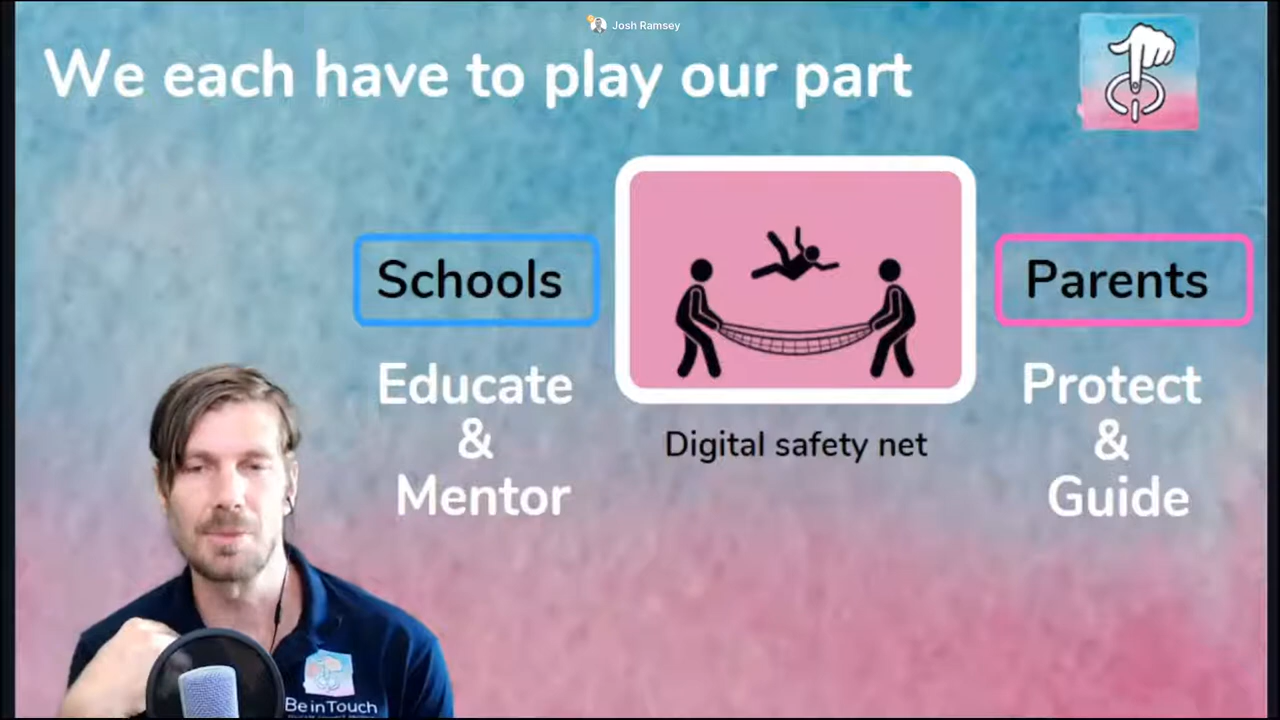 Josh Ramsey
We each have to play our part
Schools
Parents
Educate
&
Mentor
Protect
&
Guide
Digital safety net
Be in Touch